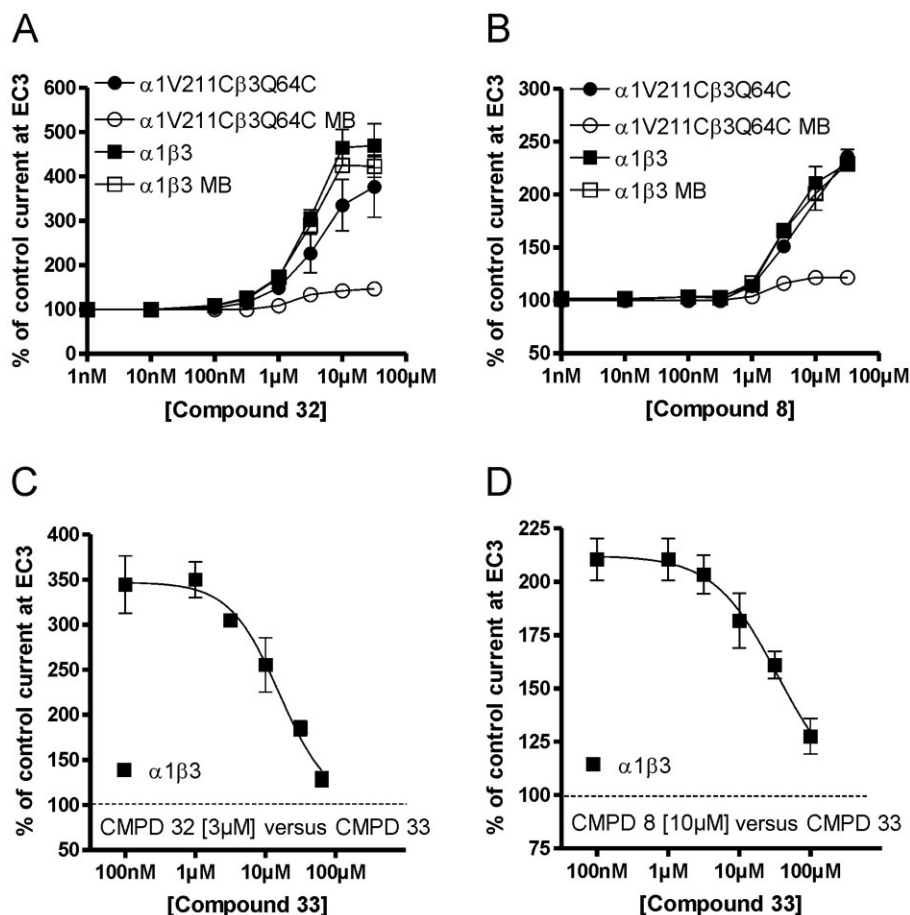 A
% of control current at EC3
600
500
400
300
200
100
0
α1V211Cβ3Q64C
α1V211Cβ3Q64C MB
α1β3
α1β3 MB
1nM 10nM 100nM 1µM 10µM 100µM
[Compound 32]
B
% of control current at EC3
300
250
200
150
100
50
α1V211Cβ3Q64C
α1V211Cβ3Q64C MB
α1β3
α1β3 MB
1nM 10nM 100nM 1µM 10µM 100µM
[Compound 8]
C
% of control current at EC3
400
350
300
250
200
150
100
50
α1β3
CMPD 32 [3µM] versus CMPD 33
100nM 1µM 10µM 100µM
[Compound 33]
D
% of control current at EC3
225
200
175
150
125
100
75
α1β3
CMPD 8 [10µM] versus CMPD 33
100nM 1µM 10µM 100µM
[Compound 33]